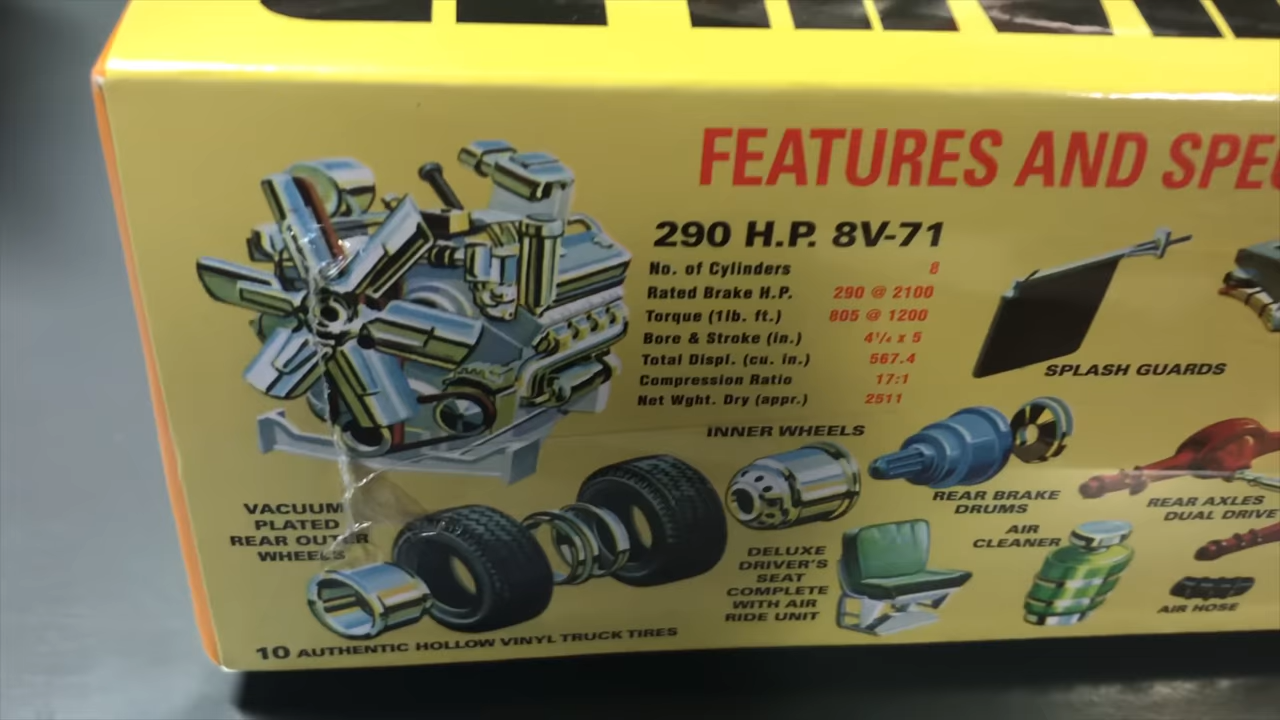 FEATURES AND SPE
290 H.P. 8V-71
No. of Cylinders 8
Rated Brake H.P. 290 @ 2100
Torque (1lb. ft.) 805 @ 1200
Bore & Stroke (in.) 4¼ x 5
Total Displ. (cu. in.) 567.4
Compression Ratio 17:1
Net Wght. Dry (appr.) 2511
SPLASH GUARDS
INNER WHEELS
REAR BRAKE
DRUMS
REAR AXLES
DUAL DRIVE
VACUUM
PLATED
REAR OUTER
WHEELS
DELUXE
DRIVER'S
SEAT
COMPLETE
WITH AIR
RIDE UNIT
AIR
CLEANER
AIR HOSE
10 AUTHENTIC HOLLOW VINYL TRUCK TIRES